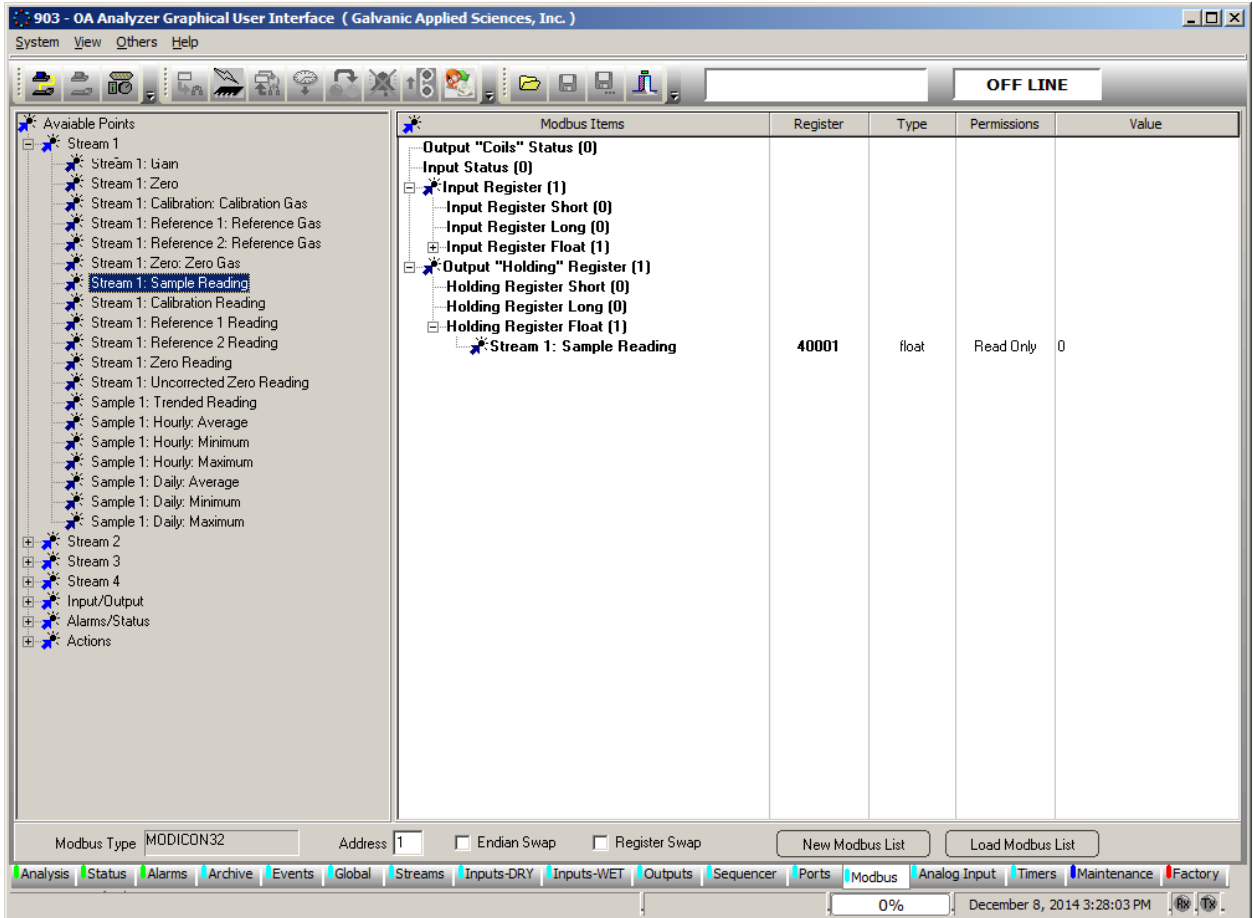 903 - OA Analyzer Graphical User Interface ( Galvanic Applied Sciences, Inc. )
System View Others Help
OFF LINE
Avaiable Points
Stream 1
Stream 1: Gain
Stream 1: Zero
Stream 1: Calibration: Calibration Gas
Stream 1: Reference 1: Reference Gas
Stream 1: Reference 2: Reference Gas
Stream 1: Zero: Zero Gas
Stream 1: Sample Reading
Stream 1: Calibration Reading
Stream 1: Reference 1 Reading
Stream 1: Reference 2 Reading
Stream 1: Zero Reading
Stream 1: Uncorrected Zero Reading
Sample 1: Trended Reading
Sample 1: Hourly: Average
Sample 1: Hourly: Minimum
Sample 1: Hourly: Maximum
Sample 1: Daily: Average
Sample 1: Daily: Minimum
Sample 1: Daily: Maximum
Stream 2
Stream 3
Stream 4
Input/Output
Alarms/Status
Actions
Modbus Items Register Type Permissions Value
Output "Coils" Status (0)
Input Status (0)
Input Register (1)
Input Register Short (0)
Input Register Long (0)
Input Register Float (1)
Output "Holding" Register (1)
Holding Register Short (0)
Holding Register Long (0)
Holding Register Float (1)
Stream 1: Sample Reading 40001 float Read Only 0
Modbus Type MODICON32 Address 1 Endian Swap Register Swap New Modbus List Load Modbus List
Analysis Status Alarms Archive Events Global Streams Inputs-DRY Inputs-WET Outputs Sequencer Ports Modbus Analog Input Timers Maintenance Factory
0% December 8, 2014 3:28:03 PM Rx Tx